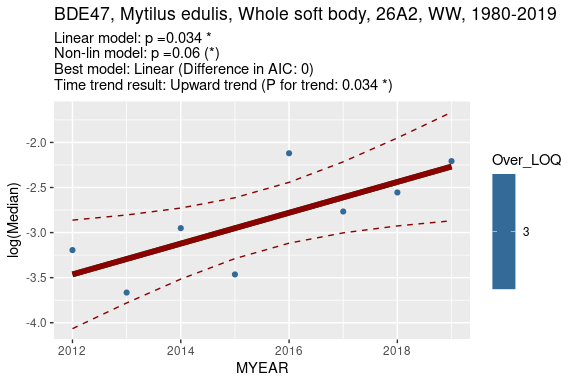 BDE47, Mytilus edulis, Whole soft body, 26A2, WW, 1980-2019
Linear model: p =0.034 *
Non-lin model: p =0.06 (*)
Best model: Linear (Difference in AIC: 0)
Time trend result: Upward trend (P for trend: 0.034 *)
-2.0
-2.5
-3.0
-3.5
-4.0
log(Median)
2012
2014
2016
2018
MYEAR
Over_LOQ
3